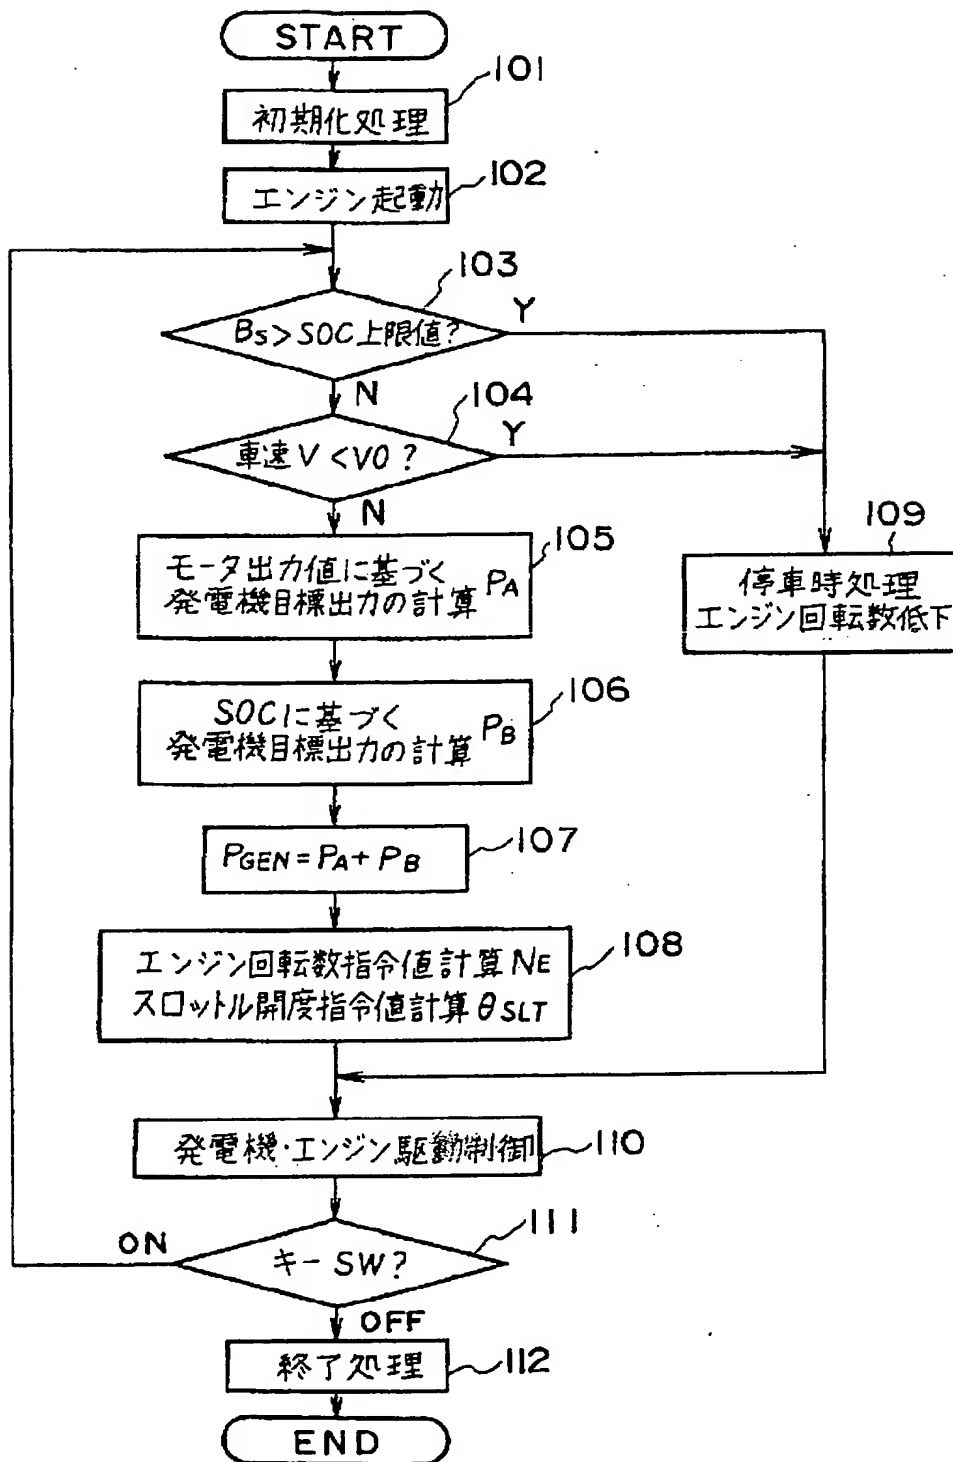 START
101
初期化処理
102
エンジン起動
103
Bs>SOC上限値?
Y
N
104
車速V<VO?
Y
N
105
モータ出力値に基づく
発電機目標出力の計算 PA
109
停車時処理
エンジン回転数低下
106
SOCに基づく
発電機目標出力の計算 PB
107
PGEN=PA+PB
108
エンジン回転数指令値計算 NE
スロットル開度指令値計算 θSLT
発電機・エンジン駆動制御
110
111
ON
キーSW?
OFF
終了処理
112
END